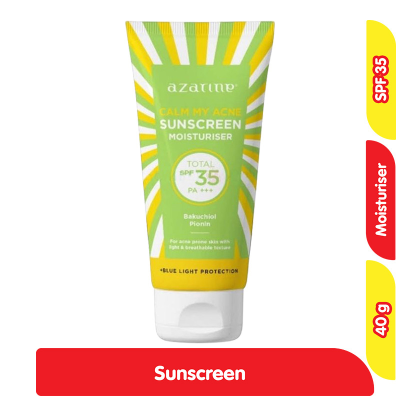 azarine
CALM MY ACNE
SUNSCREEN
MOISTURISER
TOTAL
SPF 35
PA +++
Bakuchiol
Pionin
For acne prone skin with
light & breathable texture
+BLUE LIGHT PROTECTION
SPF 35
Moisturiser
40 g
Sunscreen